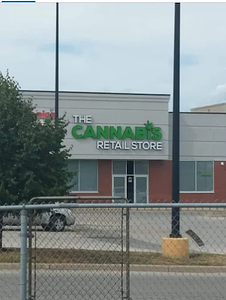 THE
CANNABIS
RETAIL STORE